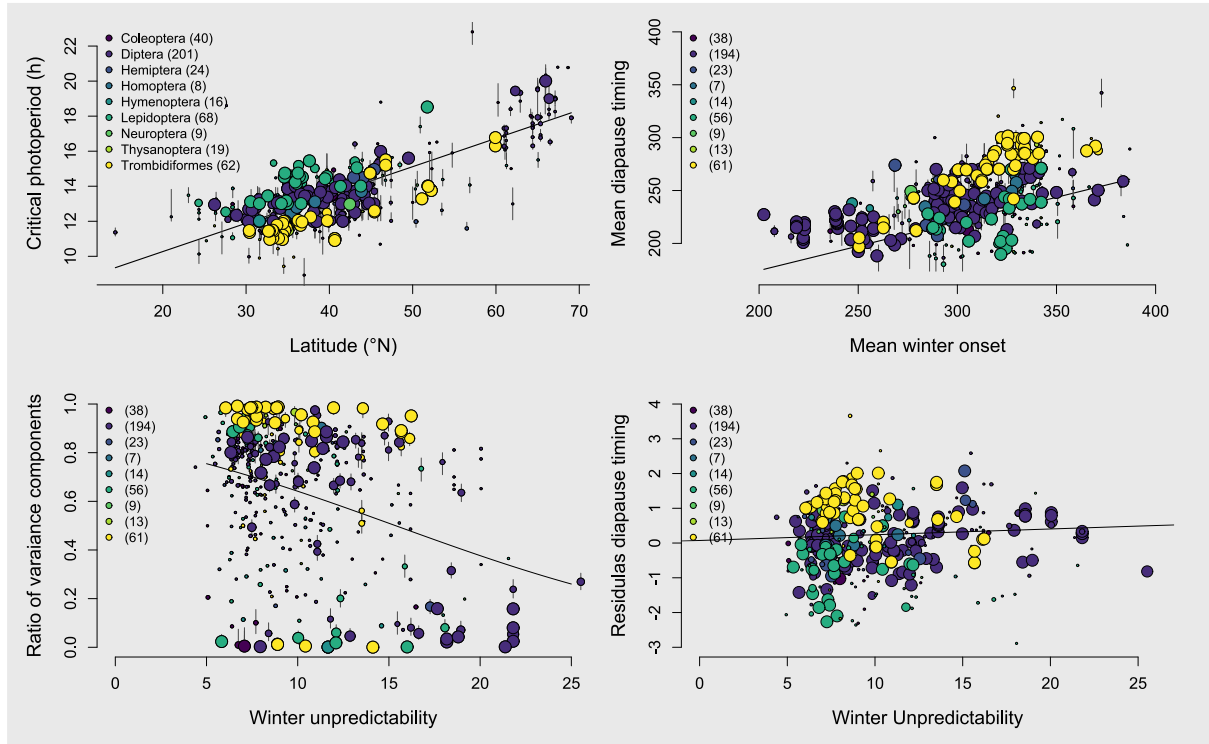 Critical photoperiod (h)
22
20
18
16
14
12
10
Coleoptera (40)
Diptera (201)
Hemiptera (24)
Homoptera (8)
Hymenoptera (16)
Lepidoptera (68)
Neuroptera (9)
Thysanoptera (19)
Trombidiformes (62)
20 30 40 50 60 70
Latitude (°N)
Mean diapause timing
400
350
300
250
200
(38)
(194)
(23)
(7)
(14)
(56)
(9)
(13)
(61)
200 250 300 350 400
Mean winter onset
Ratio of varaiance components
1.0
0.8
0.6
0.4
0.2
0.0
(38)
(194)
(23)
(7)
(14)
(56)
(9)
(13)
(61)
0 5 10 15 20 25
Winter unpredictability
Residulas diapause timing
4
3
2
1
0
-1
-2
-3
(38)
(194)
(23)
(7)
(14)
(56)
(9)
(13)
(61)
0 5 10 15 20 25
Winter Unpredictability